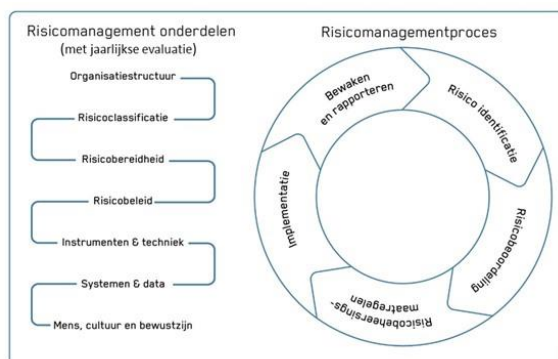 Risicomanagement onderdelen
(met jaarlijkse evaluatie)
Organisatiestructuur
Risicoclassificatie
Risicobereidheid
Risicobeleid
Instrumenten & techniek
Systemen & data
Mens, cultuur en bewustzijn
Risicomanagementproces
Bewaken
en rapporteren
Risico identificatie
Risicobeoordeling
Risicobeheersings-
maatregelen
Implementatie